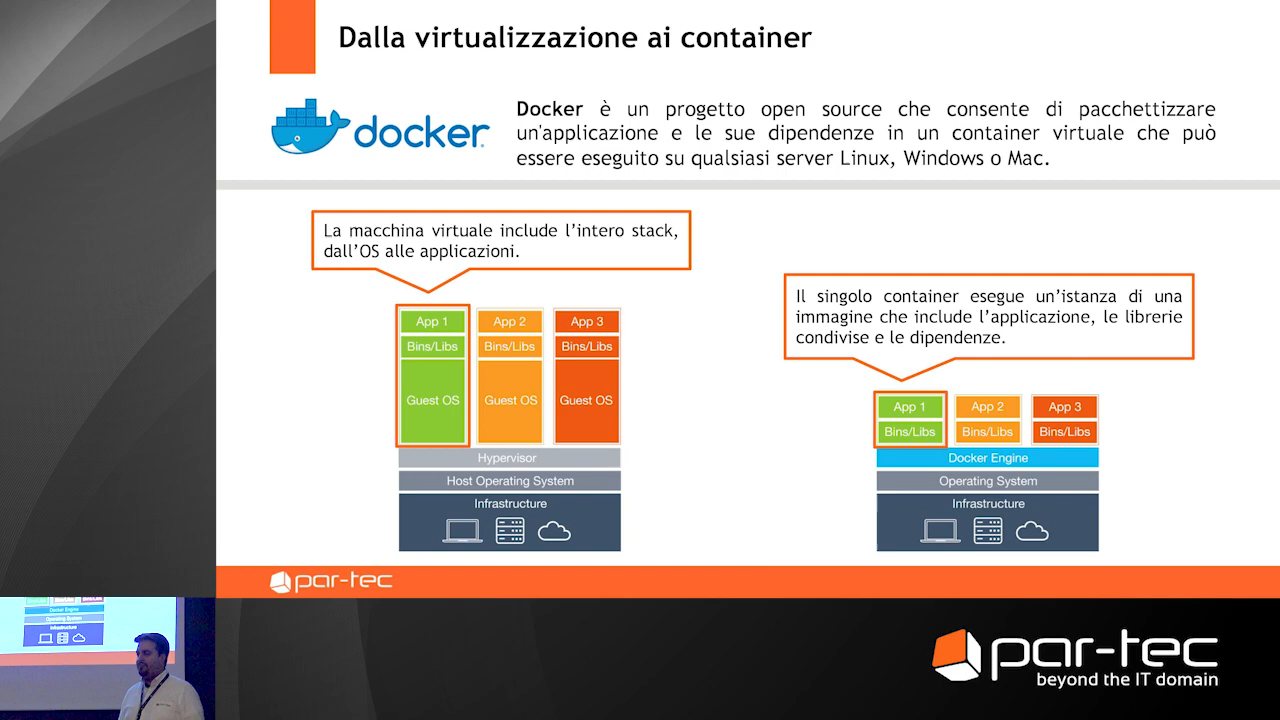 Dalla virtualizzazione ai container
docker
Docker è un progetto open source che consente di pacchettizzare
un'applicazione e le sue dipendenze in un container virtuale che può
essere eseguito su qualsiasi server Linux, Windows o Mac.
La macchina virtuale include l’intero stack,
dall’OS alle applicazioni.
Il singolo container esegue un’istanza di una
immagine che include l’applicazione, le librerie
condivise e le dipendenze.
App 1 App 2 App 3
Bins/Libs Bins/Libs Bins/Libs
Guest OS Guest OS Guest OS
Hypervisor
Host Operating System
Infrastructure
App 1 App 2 App 3
Bins/Libs Bins/Libs Bins/Libs
Docker Engine
Operating System
Infrastructure
par-tec
Docker Engine
Operating System
Infrastructure
par-tec
beyond the IT domain